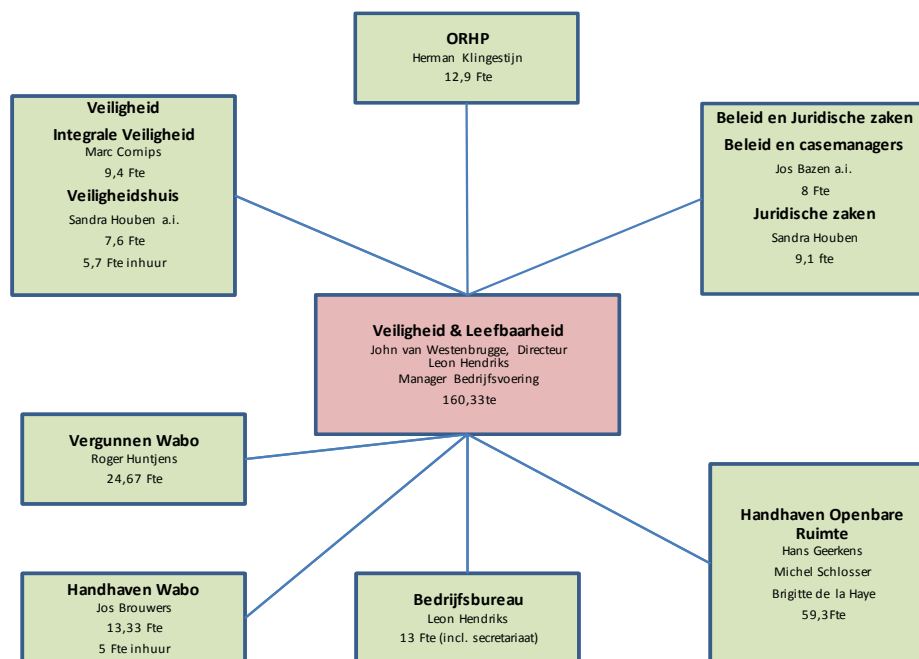 ORHP
Herman Klingestijn
12,9 Fte
Veiligheid
Integrale Veiligheid
Marc Cornips
9,4 Fte
Veiligheidshuis
Sandra Houben a.i.
7,6 Fte
5,7 Fte inhuur
Beleid en Juridische zaken
Beleid en casemanagers
Jos Bazen a.i.
8 Fte
Juridische zaken
Sandra Houben
9,1 fte
Veiligheid & Leefbaarheid
John van Westenbrugge, Directeur
Leon Hendriks
Manager Bedrijfsvoering
160,33te
Vergunnen Wabo
Roger Huntjens
24,67 Fte
Handhaven Openbare
Ruimte
Hans Geerkens
Michel Schlosser
Brigitte de la Haye
59,3Fte
Handhaven Wabo
Jos Brouwers
13,33 Fte
5 Fte inhuur
Bedrijfsbureau
Leon Hendriks
13 Fte (incl. secretariaat)